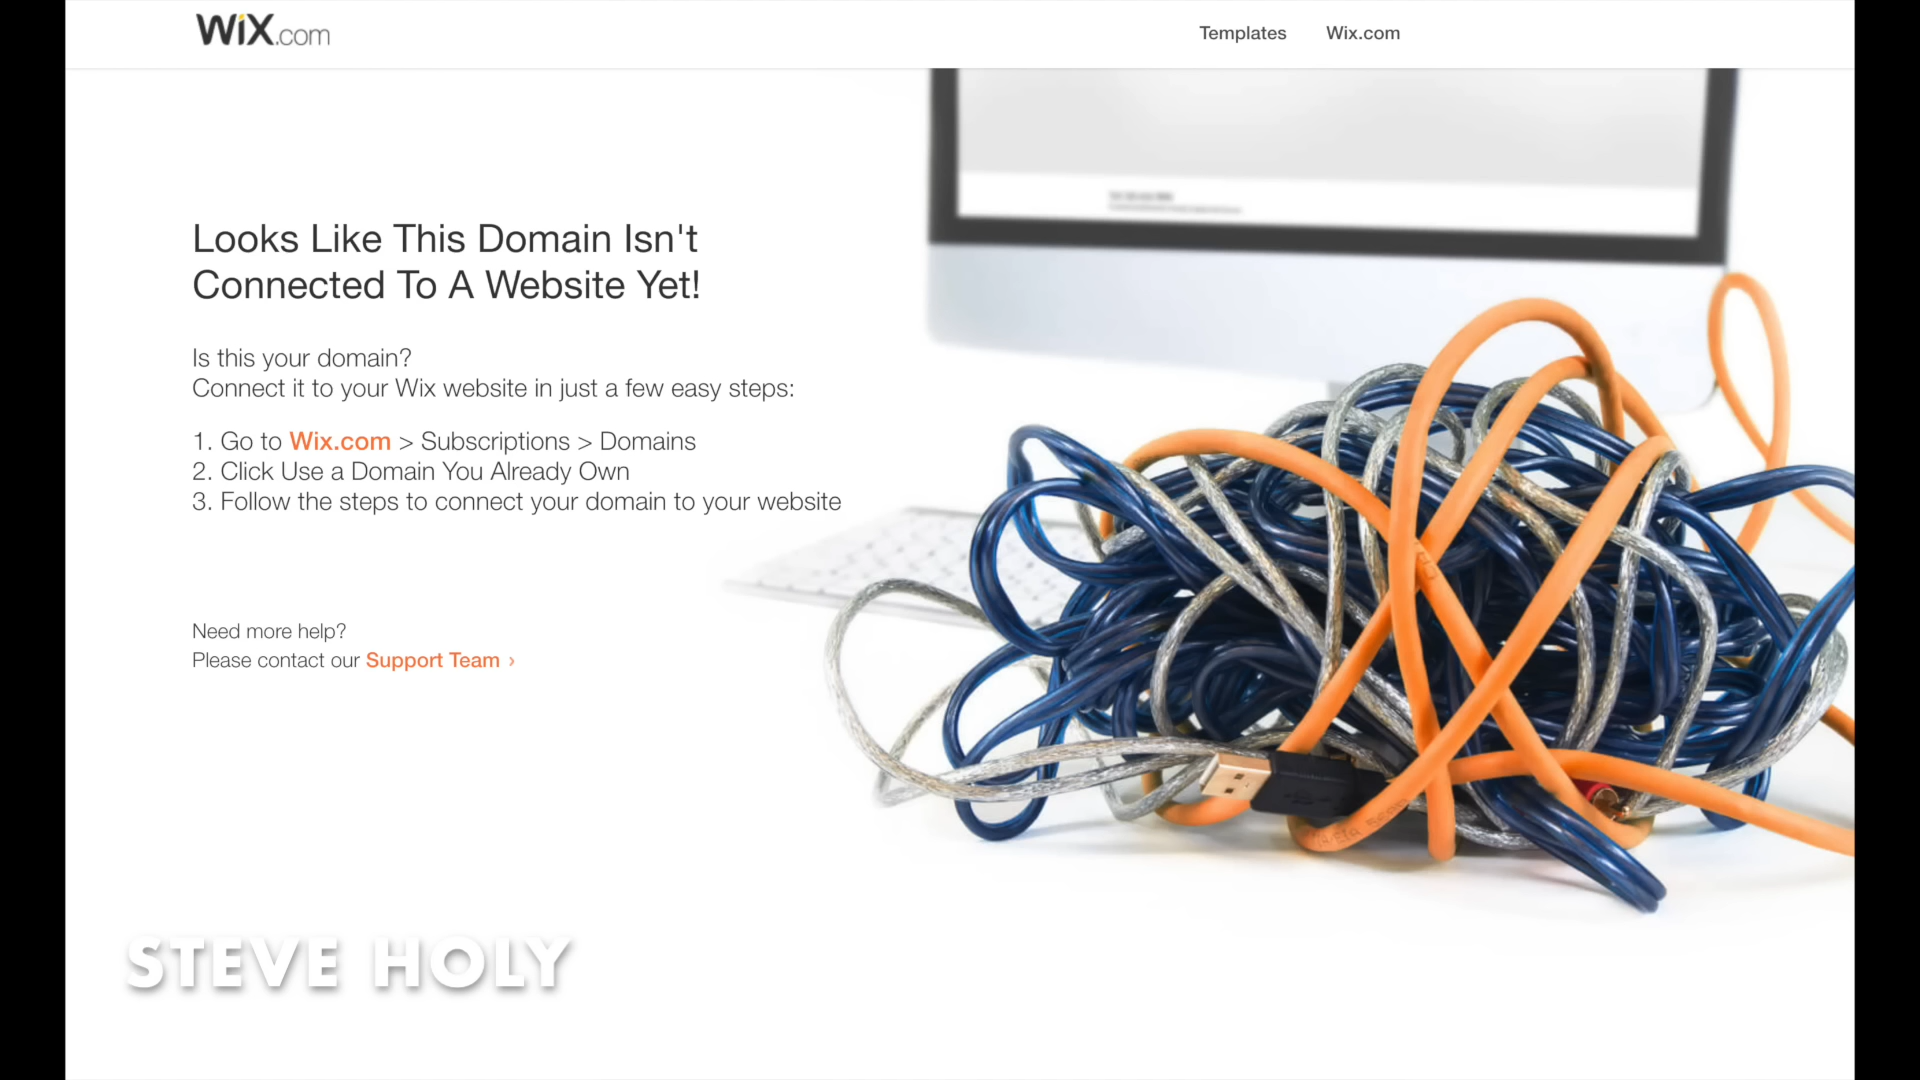 WiX.com
Templates
Wix.com
Looks Like This Domain Isn't
Connected To A Website Yet!
Is this your domain?
Connect it to your Wix website in just a few easy steps:
1. Go to Wix.com > Subscriptions > Domains
2. Click Use a Domain You Already Own
3. Follow the steps to connect your domain to your website
Need more help?
Please contact our Support Team ›
STEVE HOLY